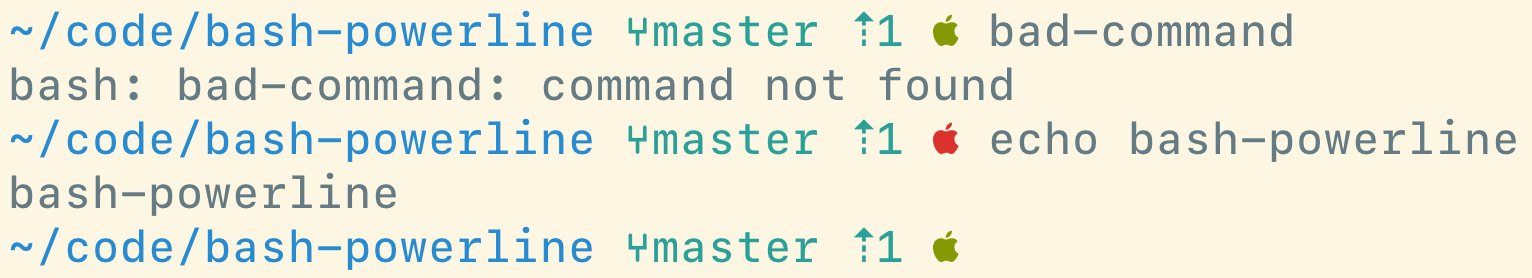 ~/code/bash-powerline ⑂master ⇡1  bad-command
bash: bad-command: command not found
~/code/bash-powerline ⑂master ⇡1  echo bash-powerline
bash-powerline
~/code/bash-powerline ⑂master ⇡1